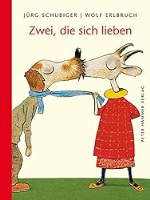 JÜRG SCHUBIGER | WOLF ERLBRUCH
Zwei, die sich lieben
PETER HAMMER VERLAG